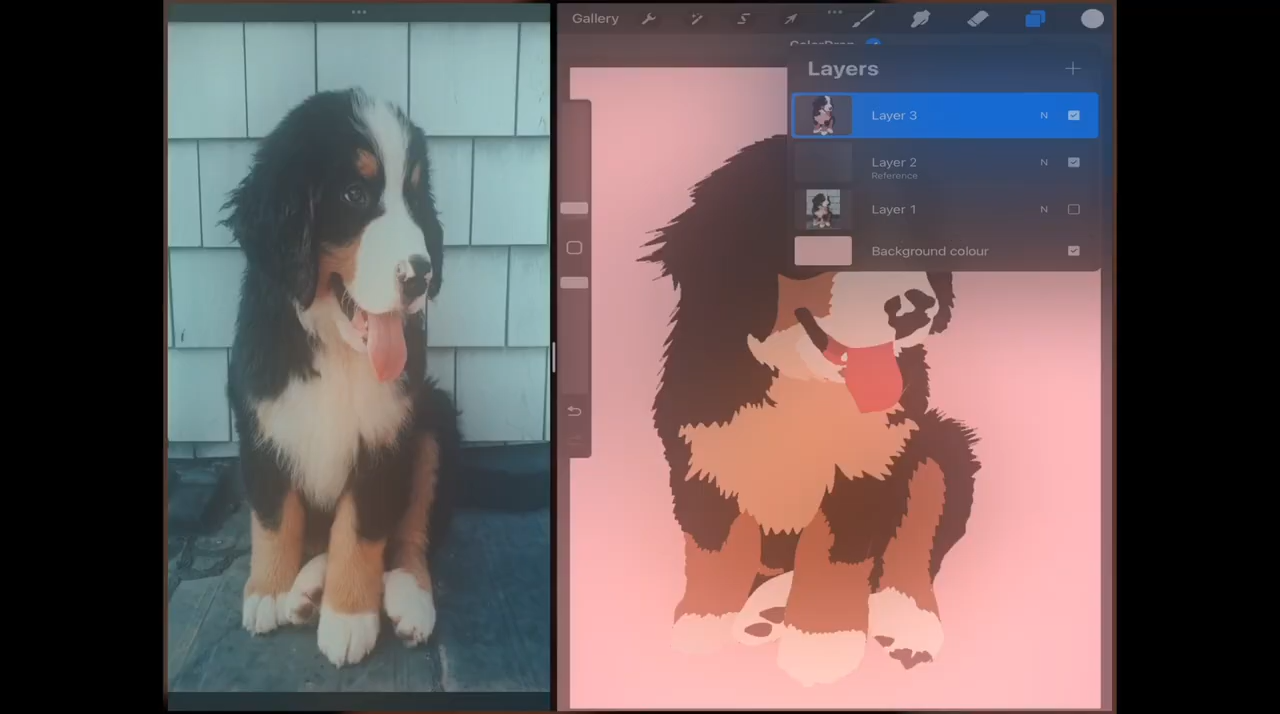 Gallery
Layers
Layer 3 N
Layer 2 N
Reference
Layer 1 N
Background colour